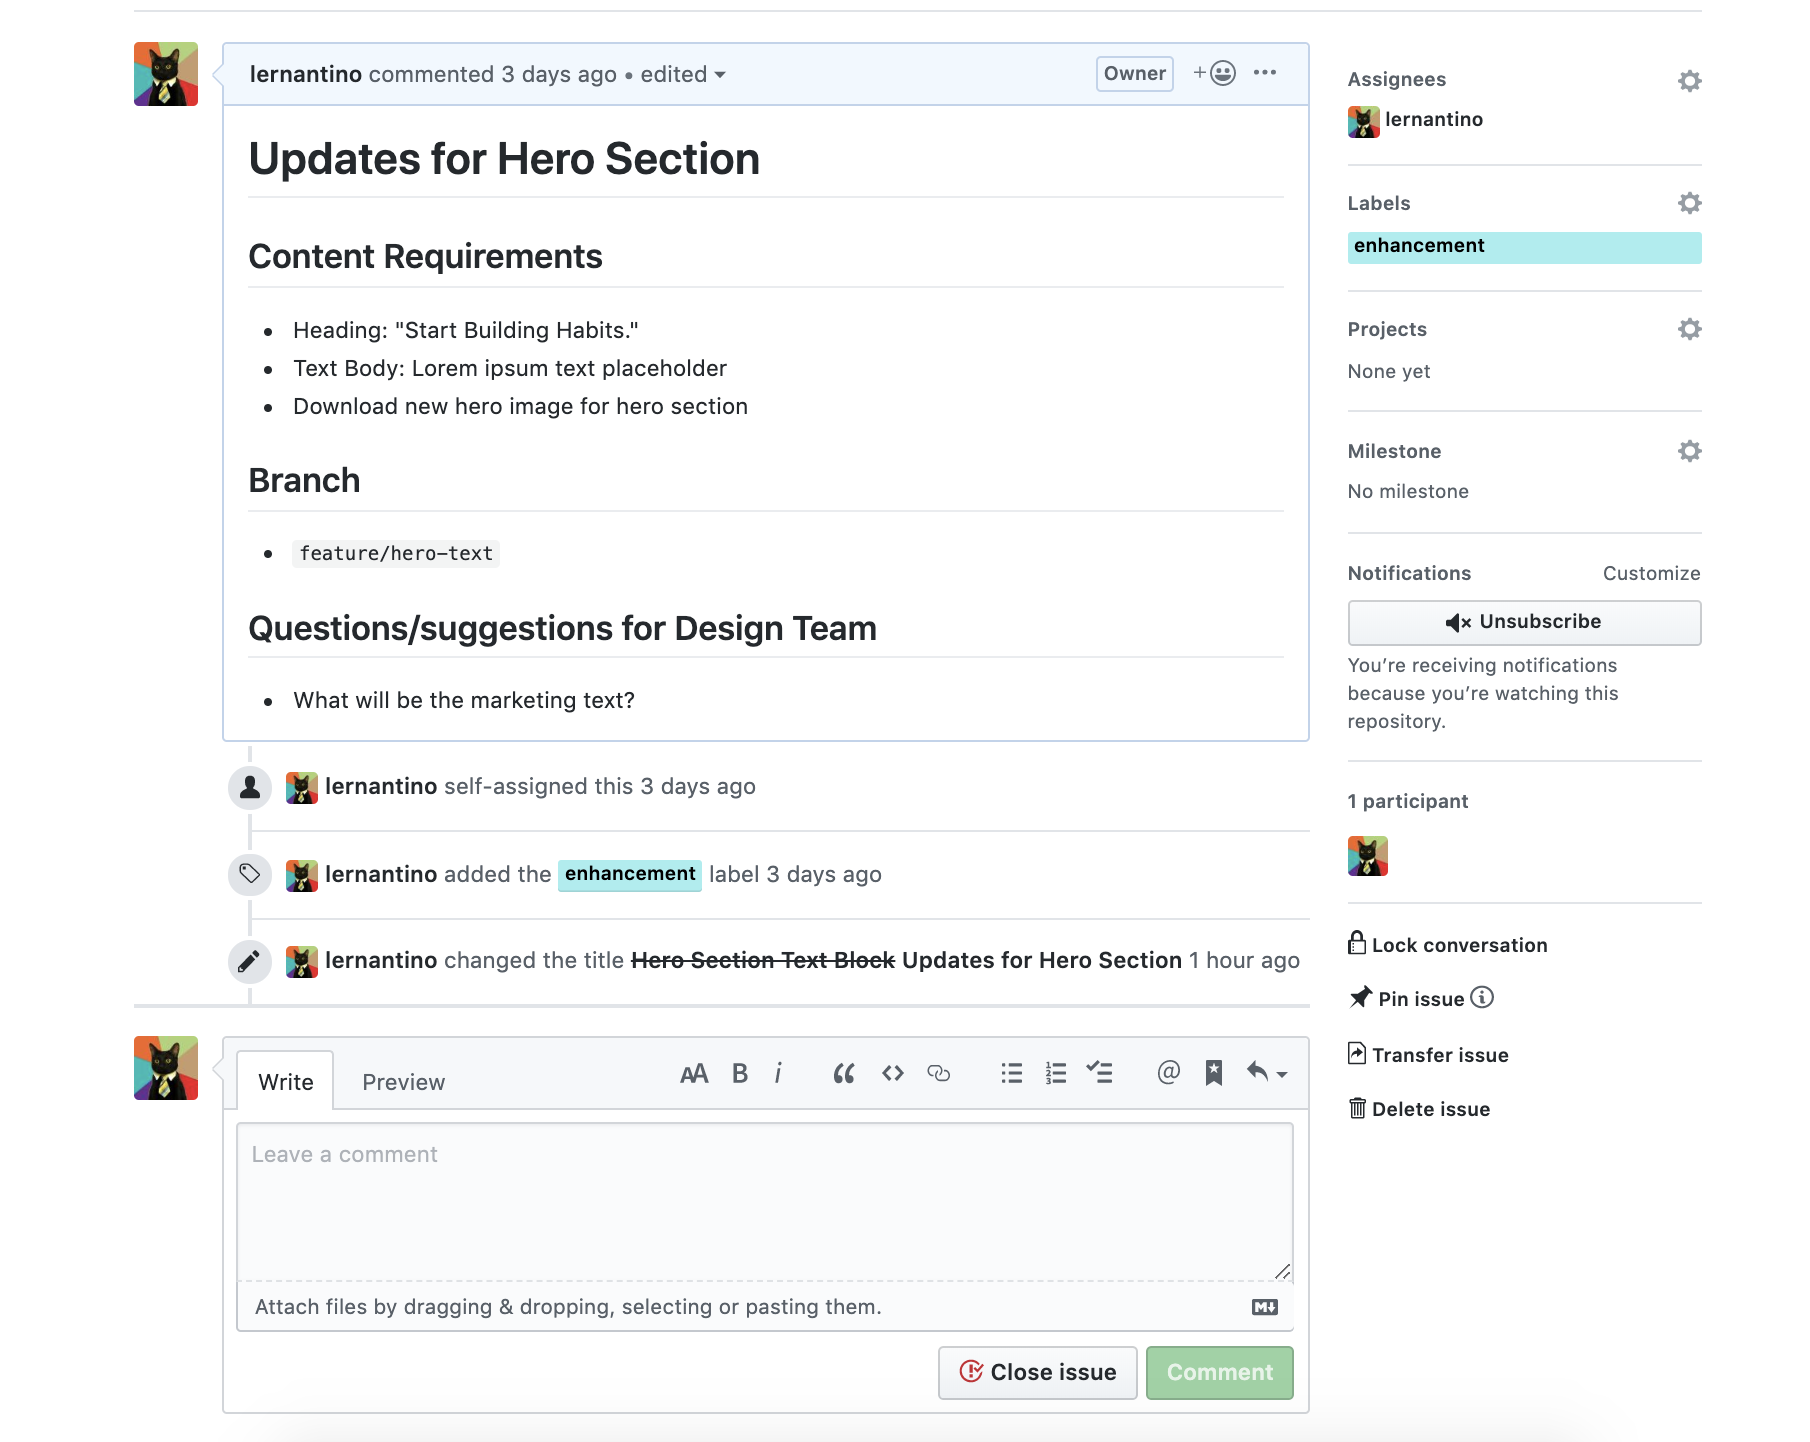 lernantino commented 3 days ago • edited
Owner
Updates for Hero Section
Content Requirements
• Heading: "Start Building Habits."
• Text Body: Lorem ipsum text placeholder
• Download new hero image for hero section
Branch
• feature/hero-text
Questions/suggestions for Design Team
• What will be the marketing text?
lernantino self-assigned this 3 days ago
lernantino added the enhancement label 3 days ago
lernantino changed the title Hero Section Text Block Updates for Hero Section 1 hour ago
Write Preview
Leave a comment
Attach files by dragging & dropping, selecting or pasting them.
Close issue Comment
Assignees
lernantino
Labels
enhancement
Projects
None yet
Milestone
No milestone
Notifications Customize
Unsubscribe
You’re receiving notifications
because you’re watching this
repository.
1 participant
Lock conversation
Pin issue
Transfer issue
Delete issue